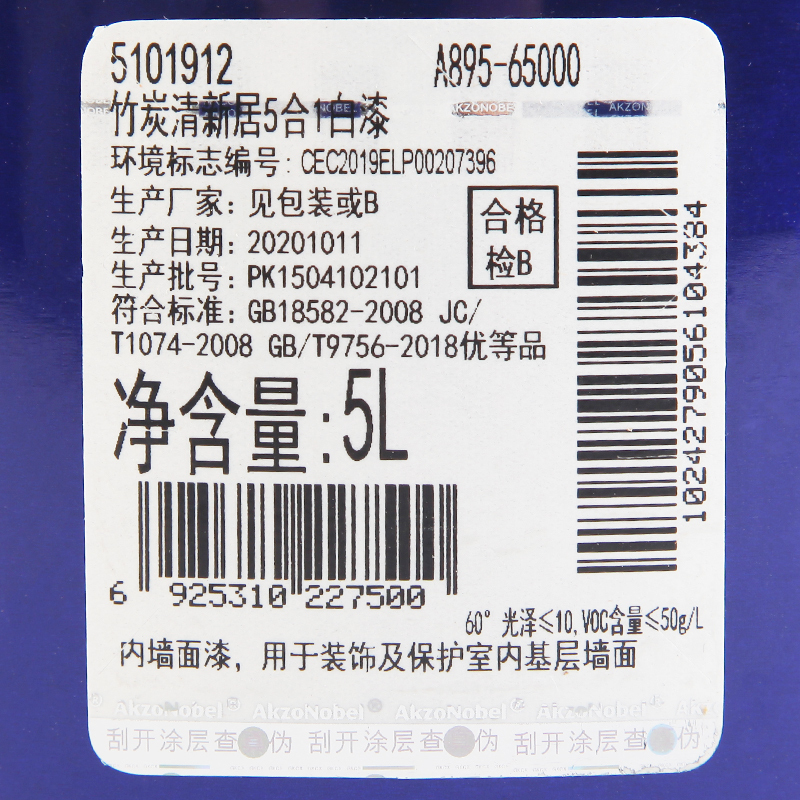 5101912 A895-65000
竹炭清新居5合1白漆
环境标志编号: CEC2019ELP00207396
生产厂家: 见包装或B
生产日期: 20201011
生产批号: PK1504102101
合格
检B
符合标准: GB18582-2008 JC/
T1074-2008 GB/T9756-2018优等品
净含量:5L
6 925310 227500
1024279056104384
60° 光泽≤10,VOC含量≤50g/L
内墙面漆，用于装饰及保护室内基层墙面
AkzoNobel AkzoNobel AkzoNobel AkzoNobel
刮开涂层查 伪 刮开涂层查 伪 刮开涂层查 伪